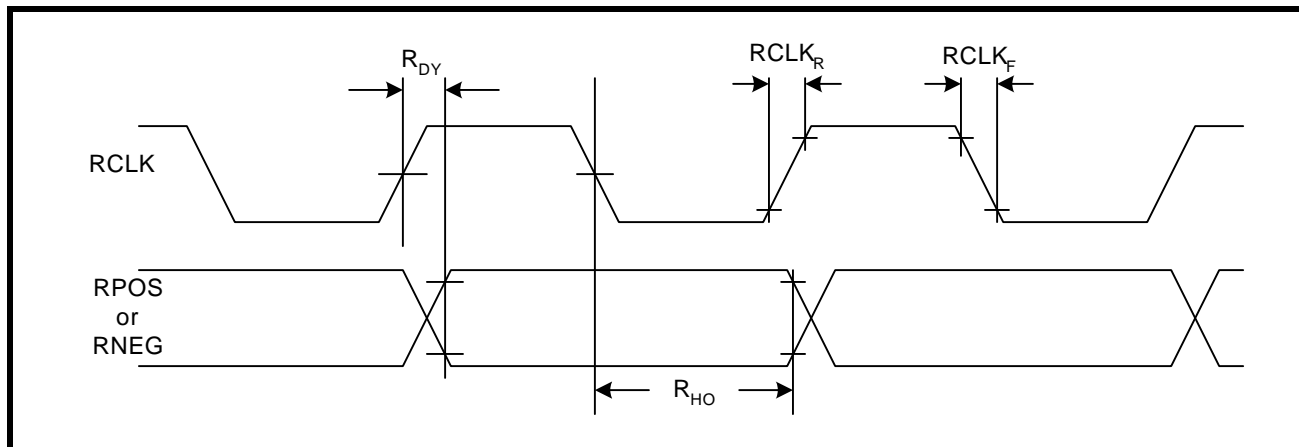 R_DY
RCLK_R
RCLK_F
RCLK
RPOS
or
RNEG
R_HO